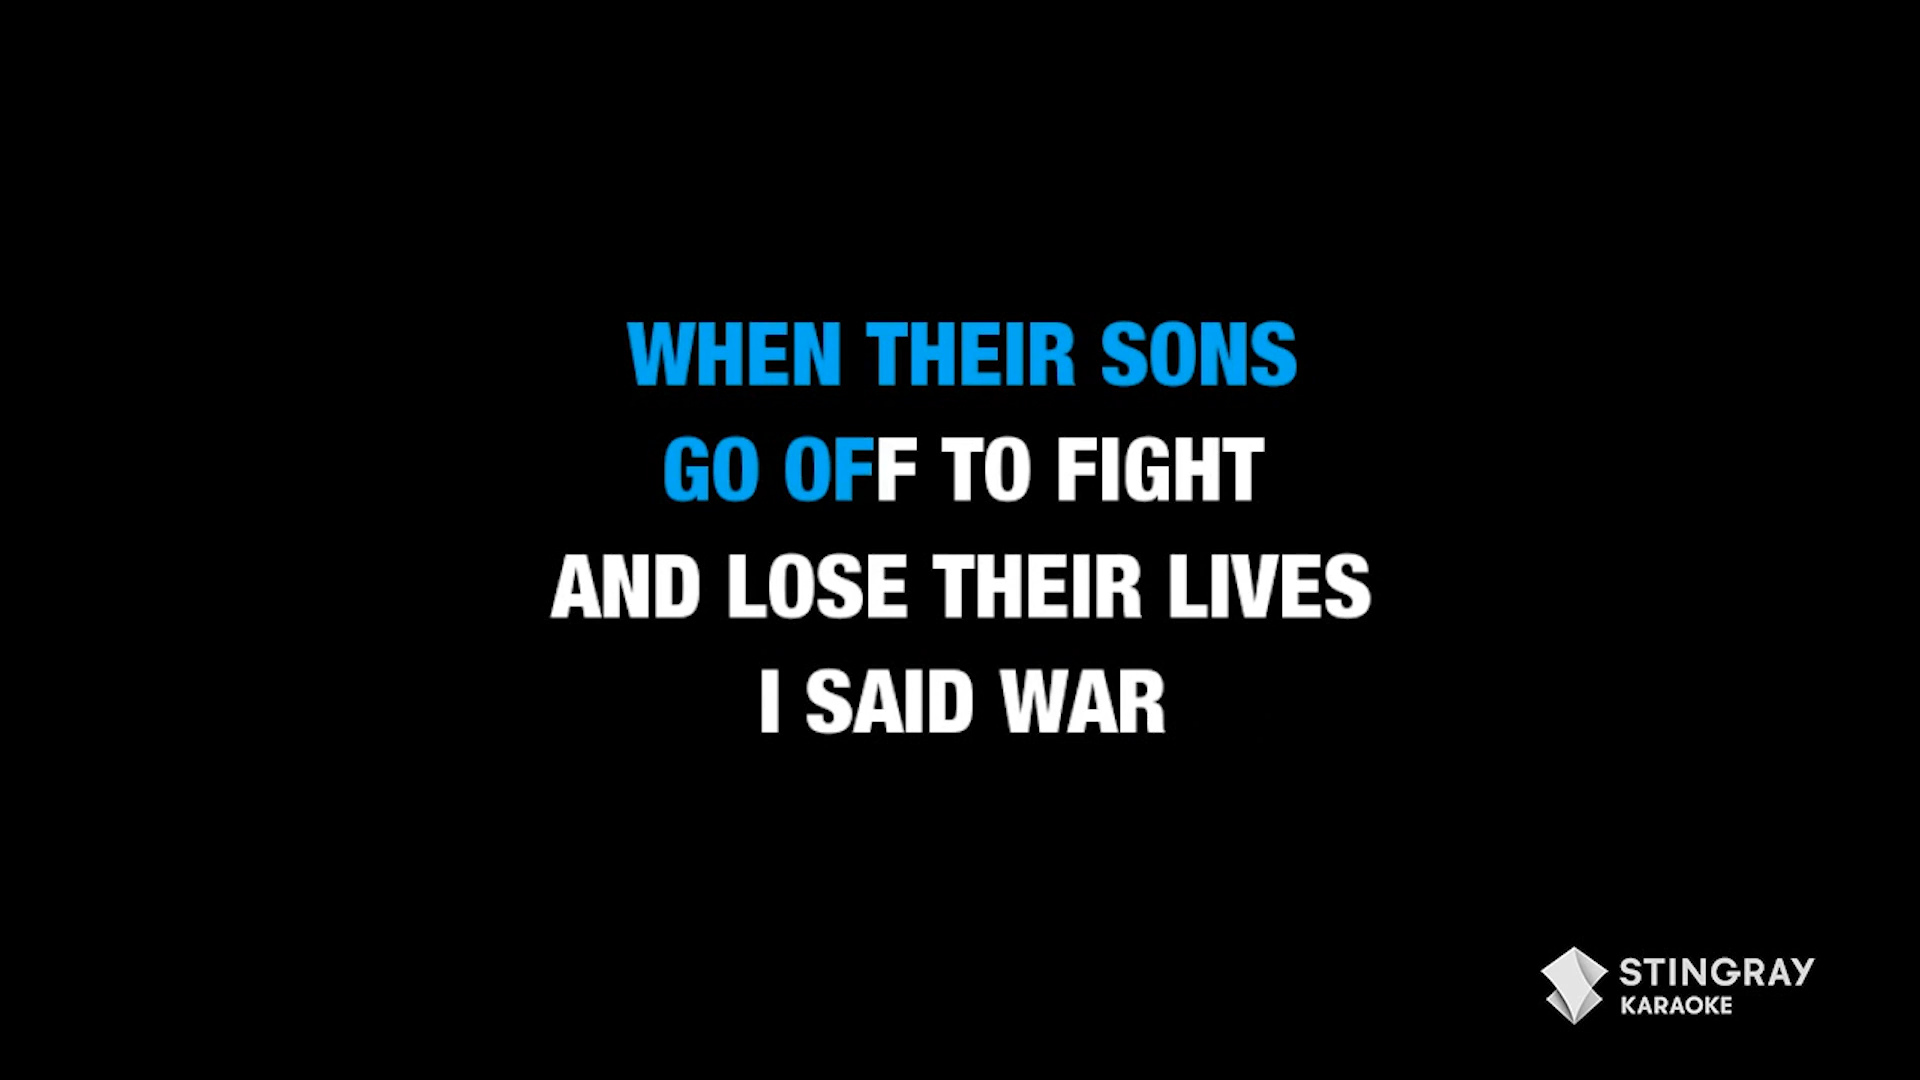 WHEN THEIR SONS
GO OFF TO FIGHT
AND LOSE THEIR LIVES
I SAID WAR
STINGRAY
KARAOKE